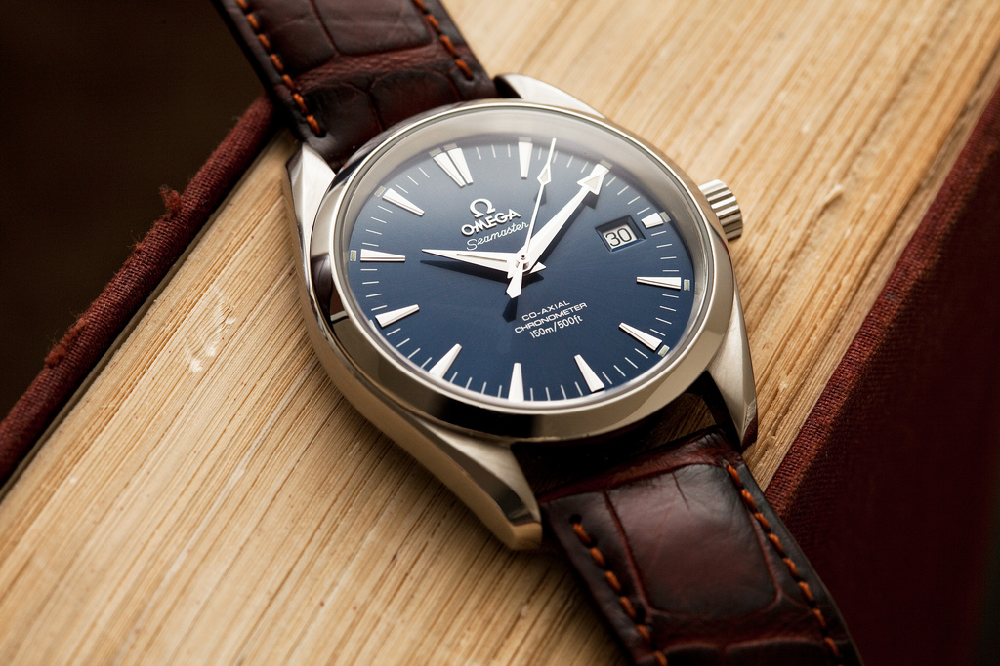 Ω
OMEGA
Seamaster
30
CO-AXIAL
CHRONOMETER
150m/500ft